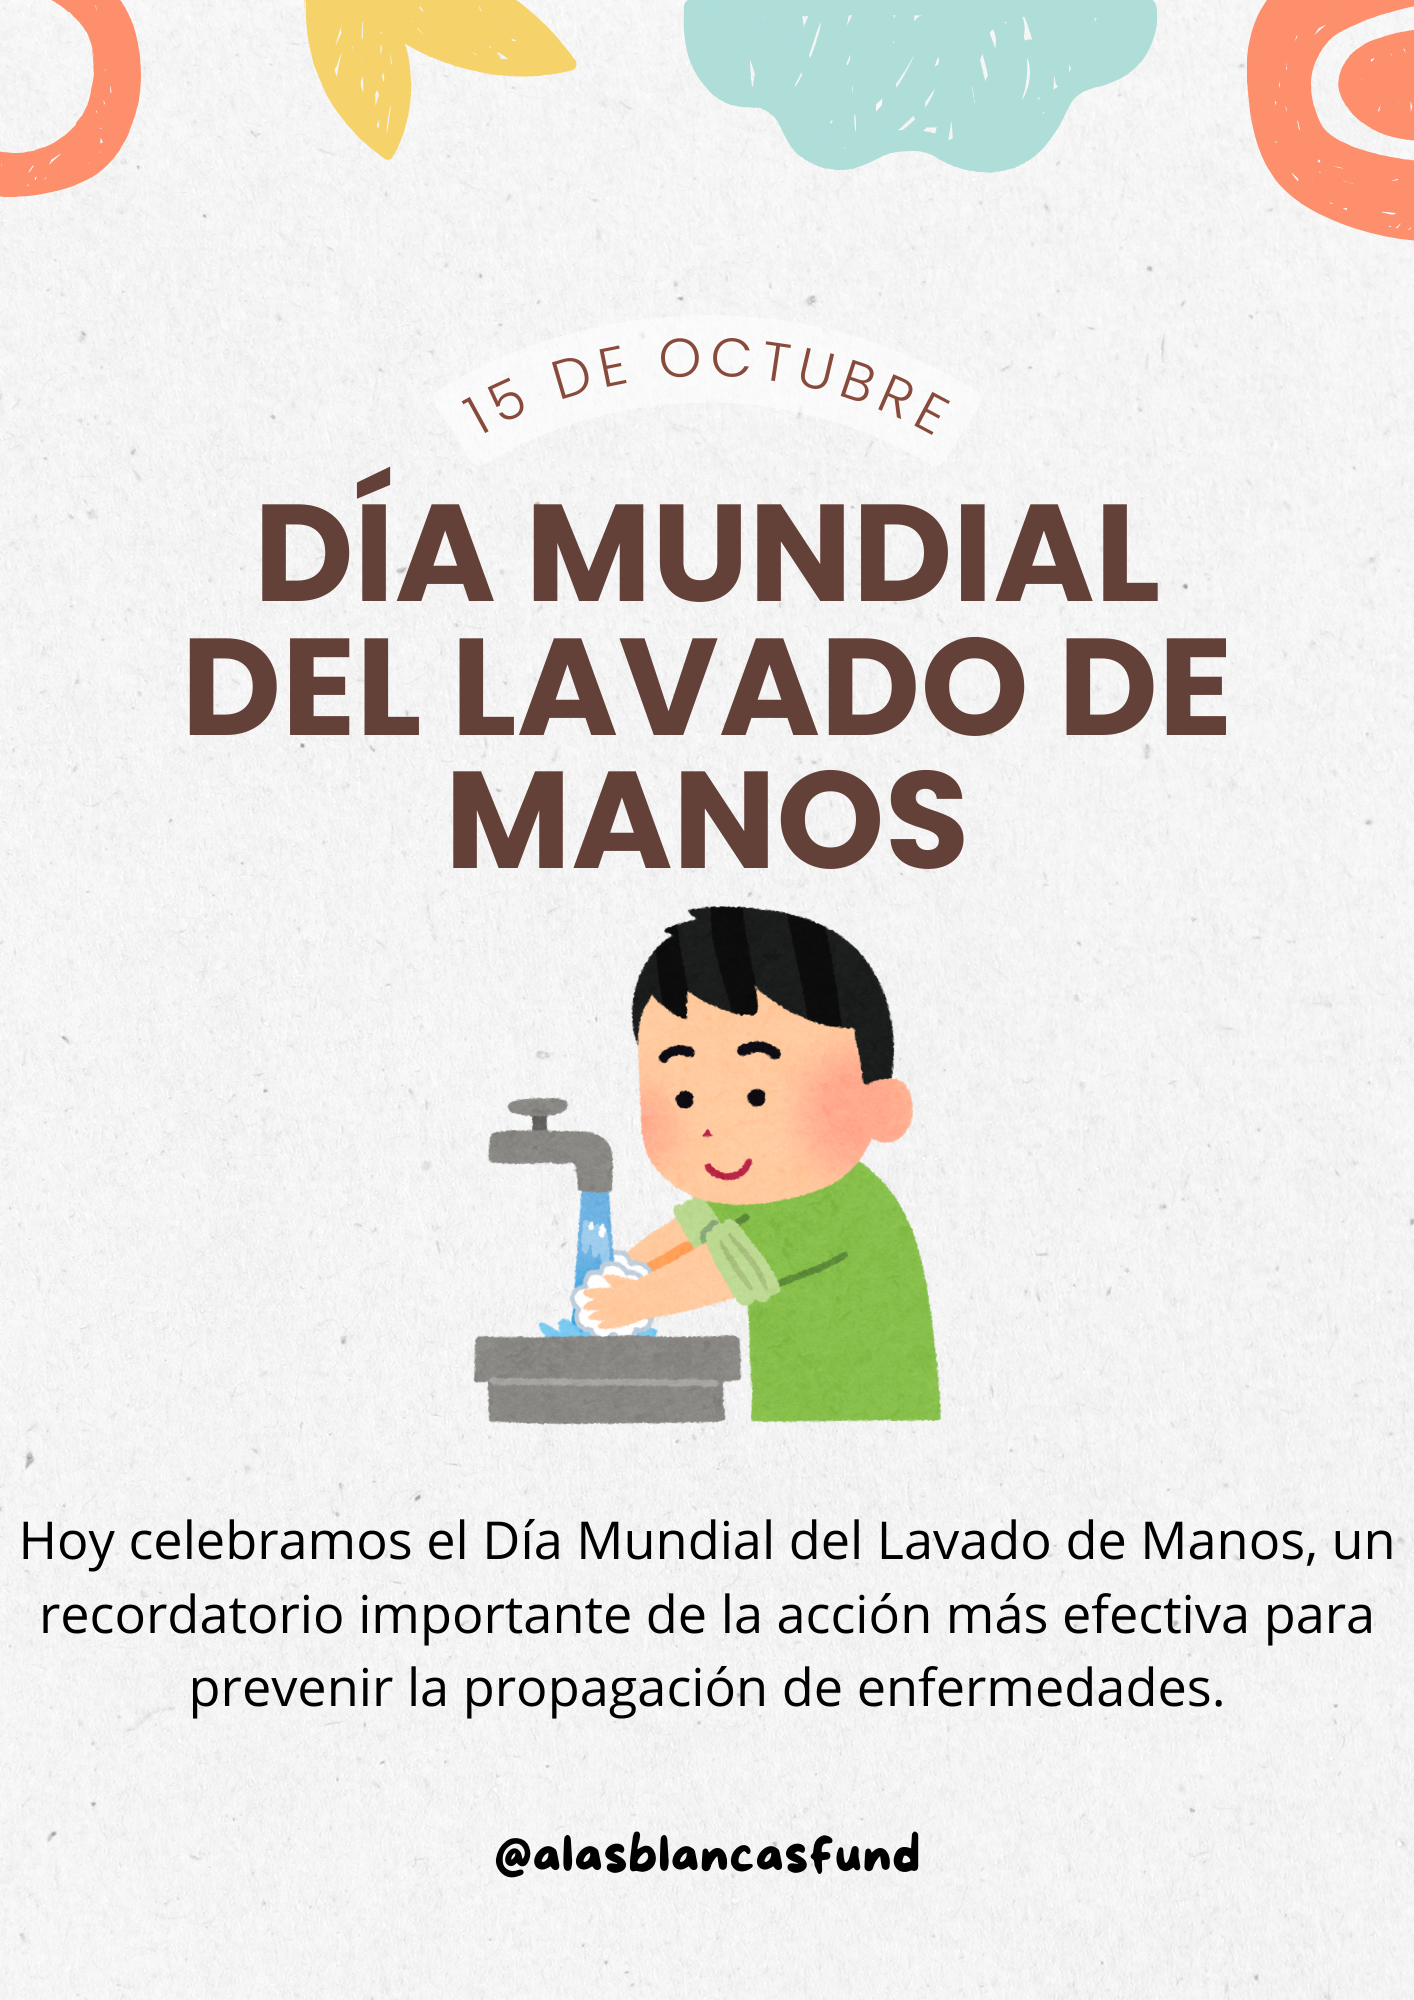 15 DE OCTUBRE
DÍA MUNDIAL
DEL LAVADO DE
MANOS
Hoy celebramos el Día Mundial del Lavado de Manos, un
recordatorio importante de la acción más efectiva para
prevenir la propagación de enfermedades.
@alasblancasfund